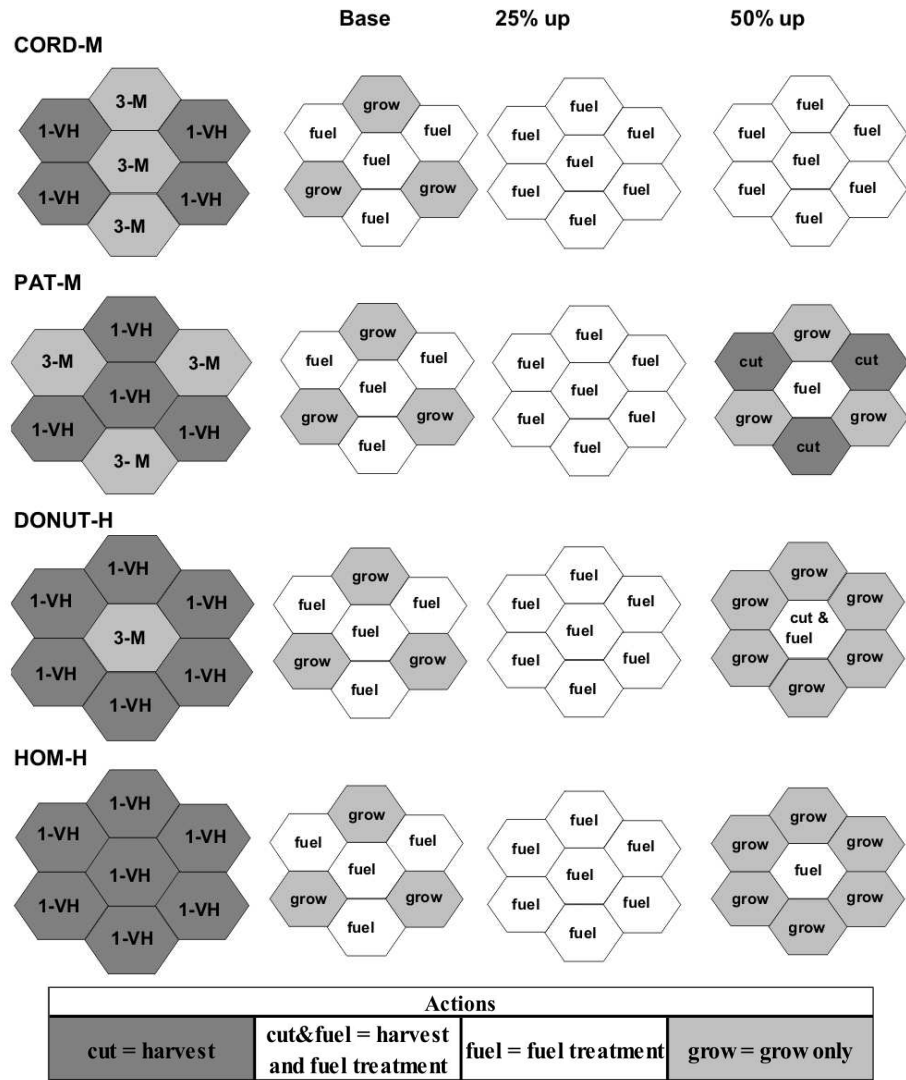 Base 25% up 50% up
CORD-M
3-M
1-VH 1-VH
3-M
1-VH 1-VH
3-M
grow
fuel fuel
fuel
grow grow
fuel
fuel
fuel fuel
fuel
fuel fuel
fuel
fuel
fuel fuel
fuel
fuel fuel
fuel
PAT-M
1-VH
3-M 3-M
1-VH
1-VH 1-VH
3- M
grow
fuel fuel
fuel
grow grow
fuel
fuel
fuel fuel
fuel
fuel fuel
fuel
grow
cut cut
fuel
grow grow
cut
DONUT-H
1-VH
1-VH 1-VH
3-M
1-VH 1-VH
1-VH
grow
fuel fuel
fuel
grow grow
fuel
fuel
fuel fuel
fuel
fuel fuel
fuel
grow
grow grow
cut &
fuel
grow grow
grow
HOM-H
1-VH
1-VH 1-VH
1-VH
1-VH 1-VH
1-VH
grow
fuel fuel
fuel
grow grow
fuel
fuel
fuel fuel
fuel
fuel fuel
fuel
grow
grow grow
fuel
grow grow
grow
Actions
cut = harvest
cut&fuel = harvest
and fuel treatment
fuel = fuel treatment
grow = grow only